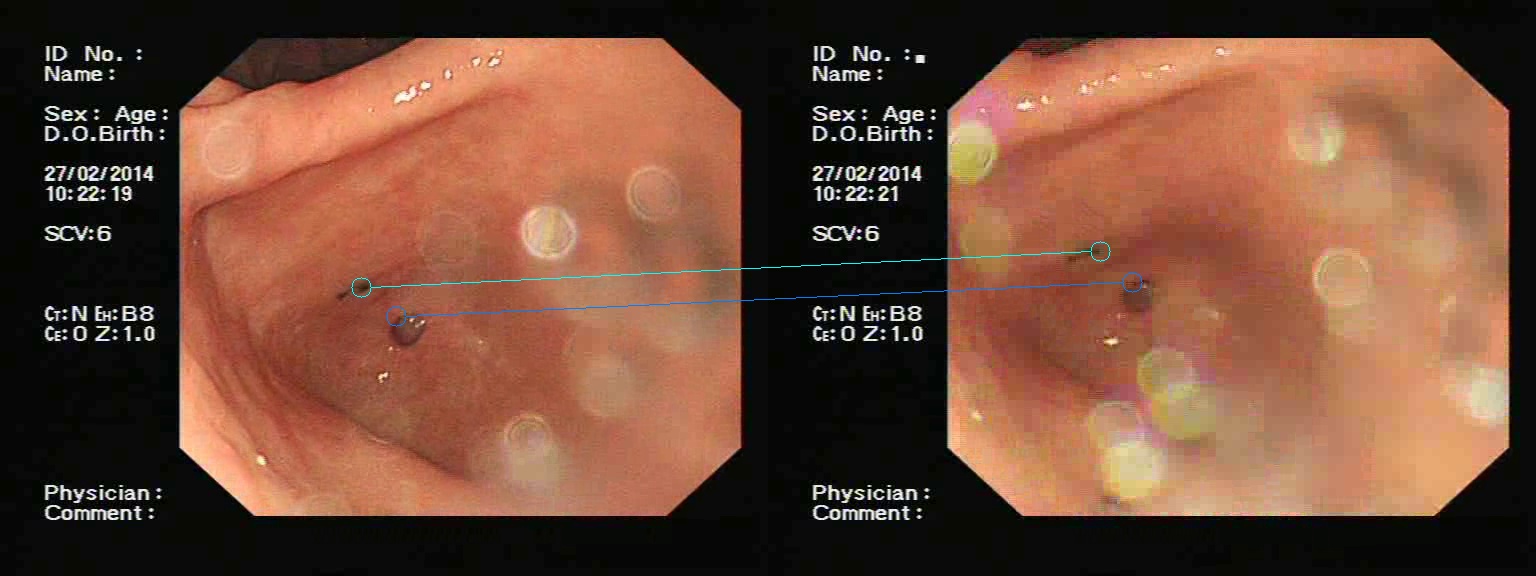 ID No. :
Name:
Sex: Age:
D.O.Birth:
27/02/2014
10:22:19
SCV:6
CT:N EH:B8
CE:0 Z:1.0
Physician:
Comment:
ID No. :
Name:
Sex: Age:
D.O.Birth:
27/02/2014
10:22:21
SCV:6
CT:N EH:B8
CE:0 Z:1.0
Physician:
Comment: